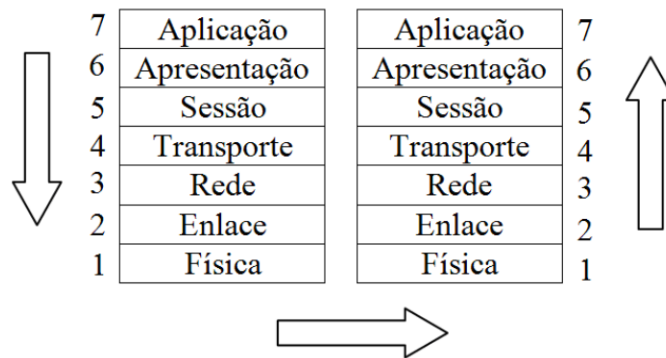 7 Aplicação Aplicação 7
6 Apresentação Apresentação 6
5 Sessão Sessão 5
4 Transporte Transporte 4
3 Rede Rede 3
2 Enlace Enlace 2
1 Física Física 1